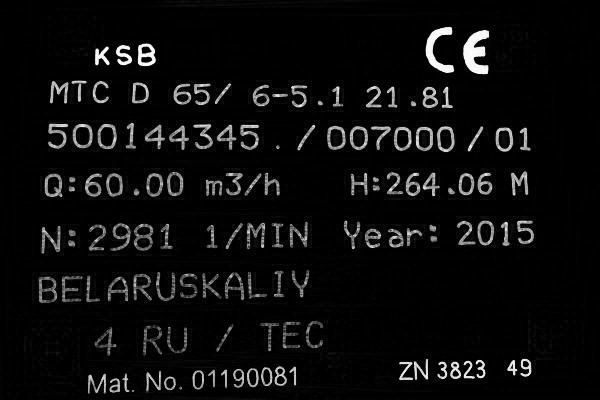 KSB CE
MTC D 65/ 6-5.1 21.81
500144345 . / 007000 / 01
Q:60.00 m3/h H:264.06 M
N:2981 1/MIN Year: 2015
BELARUSKALIY
4 RU / TEC
Mat. No. 01190081 ZN 3823 49